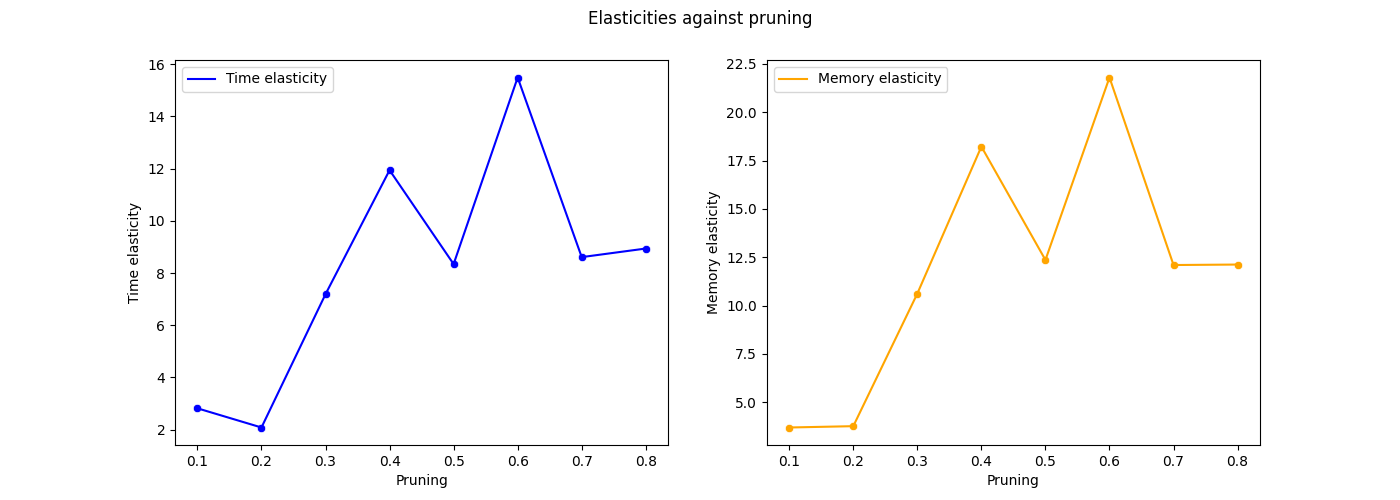 Elasticities against pruning
Time elasticity
16
14
12
10
8
6
4
2
Time elasticity
0.1 0.2 0.3 0.4 0.5 0.6 0.7 0.8
Pruning
Memory elasticity
22.5
20.0
17.5
15.0
12.5
10.0
7.5
5.0
Memory elasticity
0.1 0.2 0.3 0.4 0.5 0.6 0.7 0.8
Pruning